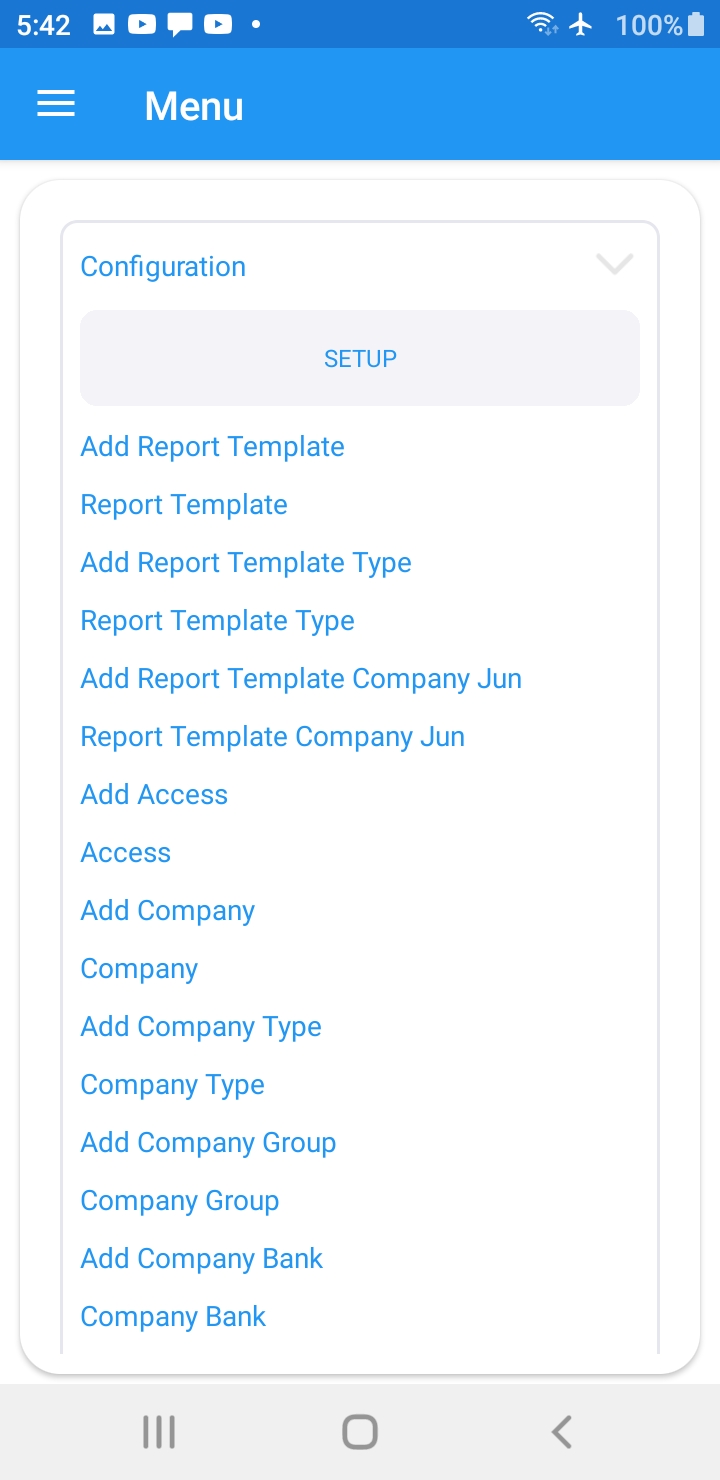 5:42
100%
Menu
Configuration
SETUP
Add Report Template
Report Template
Add Report Template Type
Report Template Type
Add Report Template Company Jun
Report Template Company Jun
Add Access
Access
Add Company
Company
Add Company Type
Company Type
Add Company Group
Company Group
Add Company Bank
Company Bank